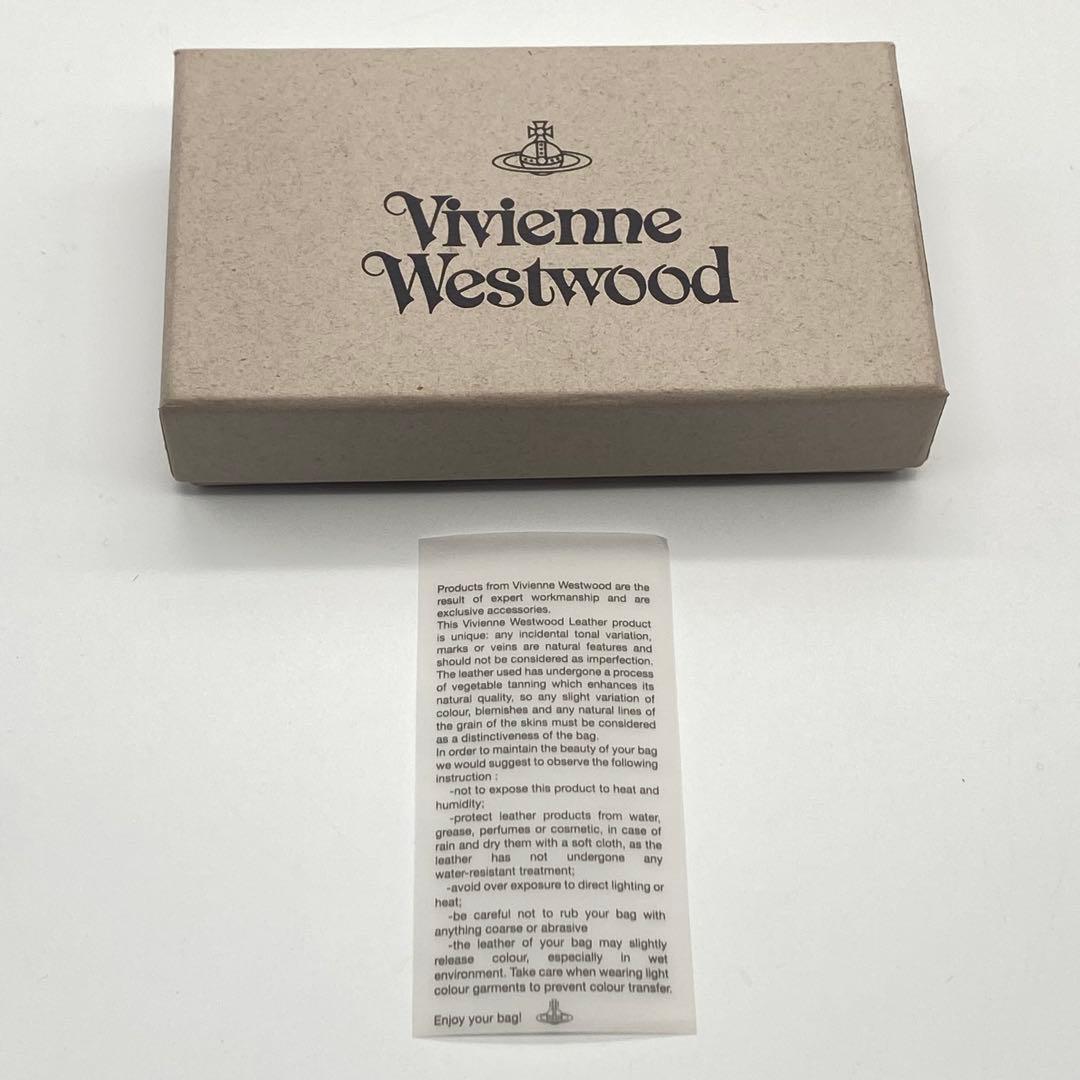 Vivienne
Westwood
Products from Vivienne Westwood are the
result of expert workmanship and are
exclusive accessories.
This Vivienne Westwood Leather product
is unique: any incidental tonal variation,
marks or veins are natural features and
should not be considered as imperfection.
The leather used has undergone a process
of vegetable tanning which enhances its
natural quality, so any slight variation of
colour, blemishes and any natural lines of
the grain of the skins must be considered
as a distinctiveness of the bag.
In order to maintain the beauty of your bag
we would suggest to observe the following
instruction :
-not to expose this product to heat and
humidity;
-protect leather products from water,
grease, perfumes or cosmetic, in case of
rain and dry them with a soft cloth, as the
leather has not undergone any
water-resistant treatment;
-avoid over exposure to direct lighting or
heat;
-be careful not to rub your bag with
anything coarse or abrasive
-the leather of your bag may slightly
release colour, especially in wet
environment. Take care when wearing light
colour garments to prevent colour transfer.
Enjoy your bag!